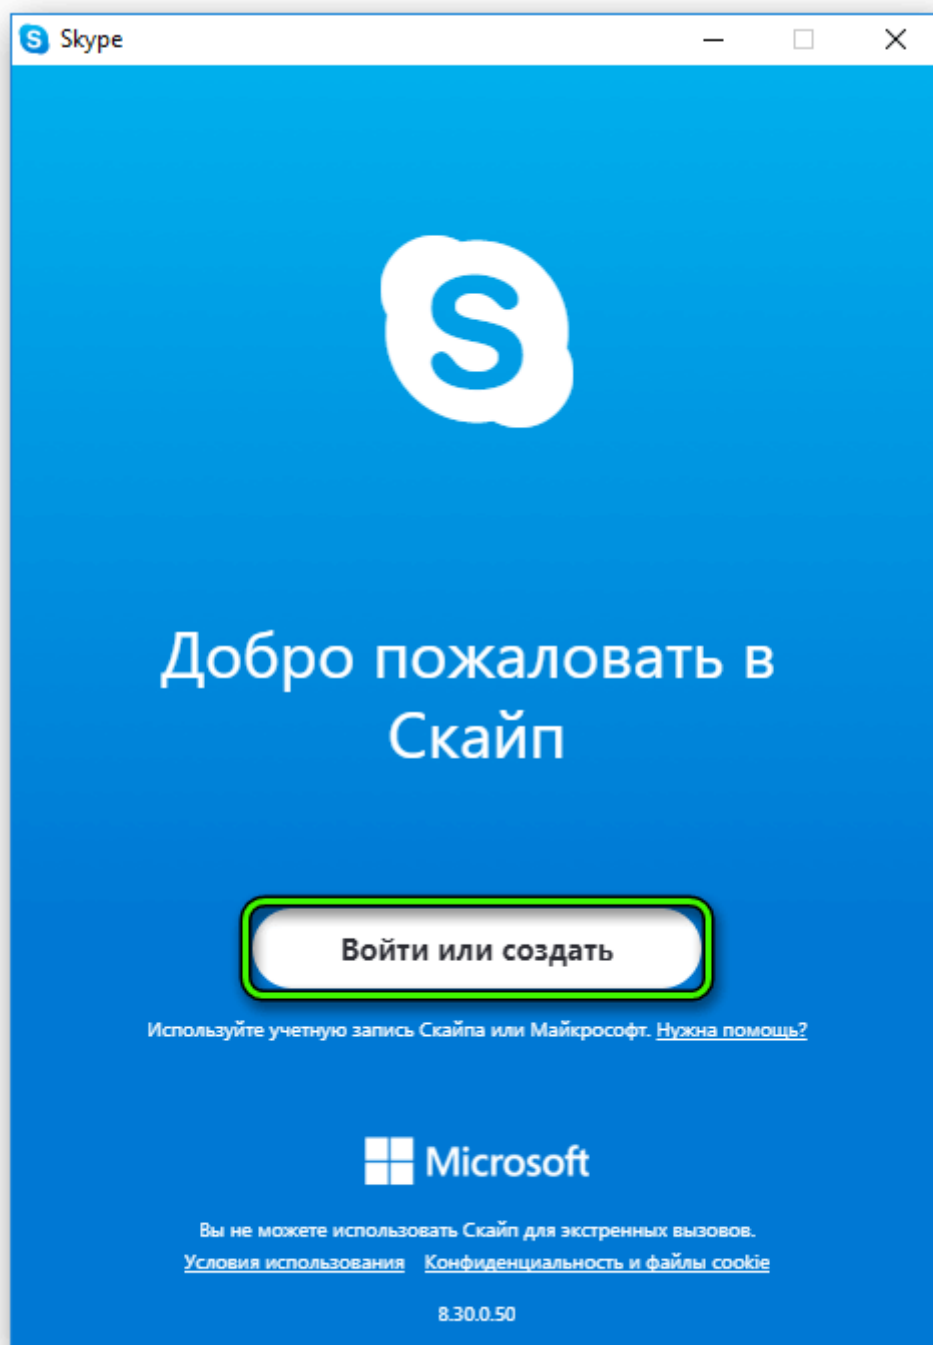 Skype
Добро пожаловать в
Скайп
Войти или создать
Используйте учетную запись Скайпа или Майкрософт. Нужна помощь?
Microsoft
Вы не можете использовать Скайп для экстренных вызовов.
Условия использования Конфиденциальность и файлы cookie
8.30.0.50